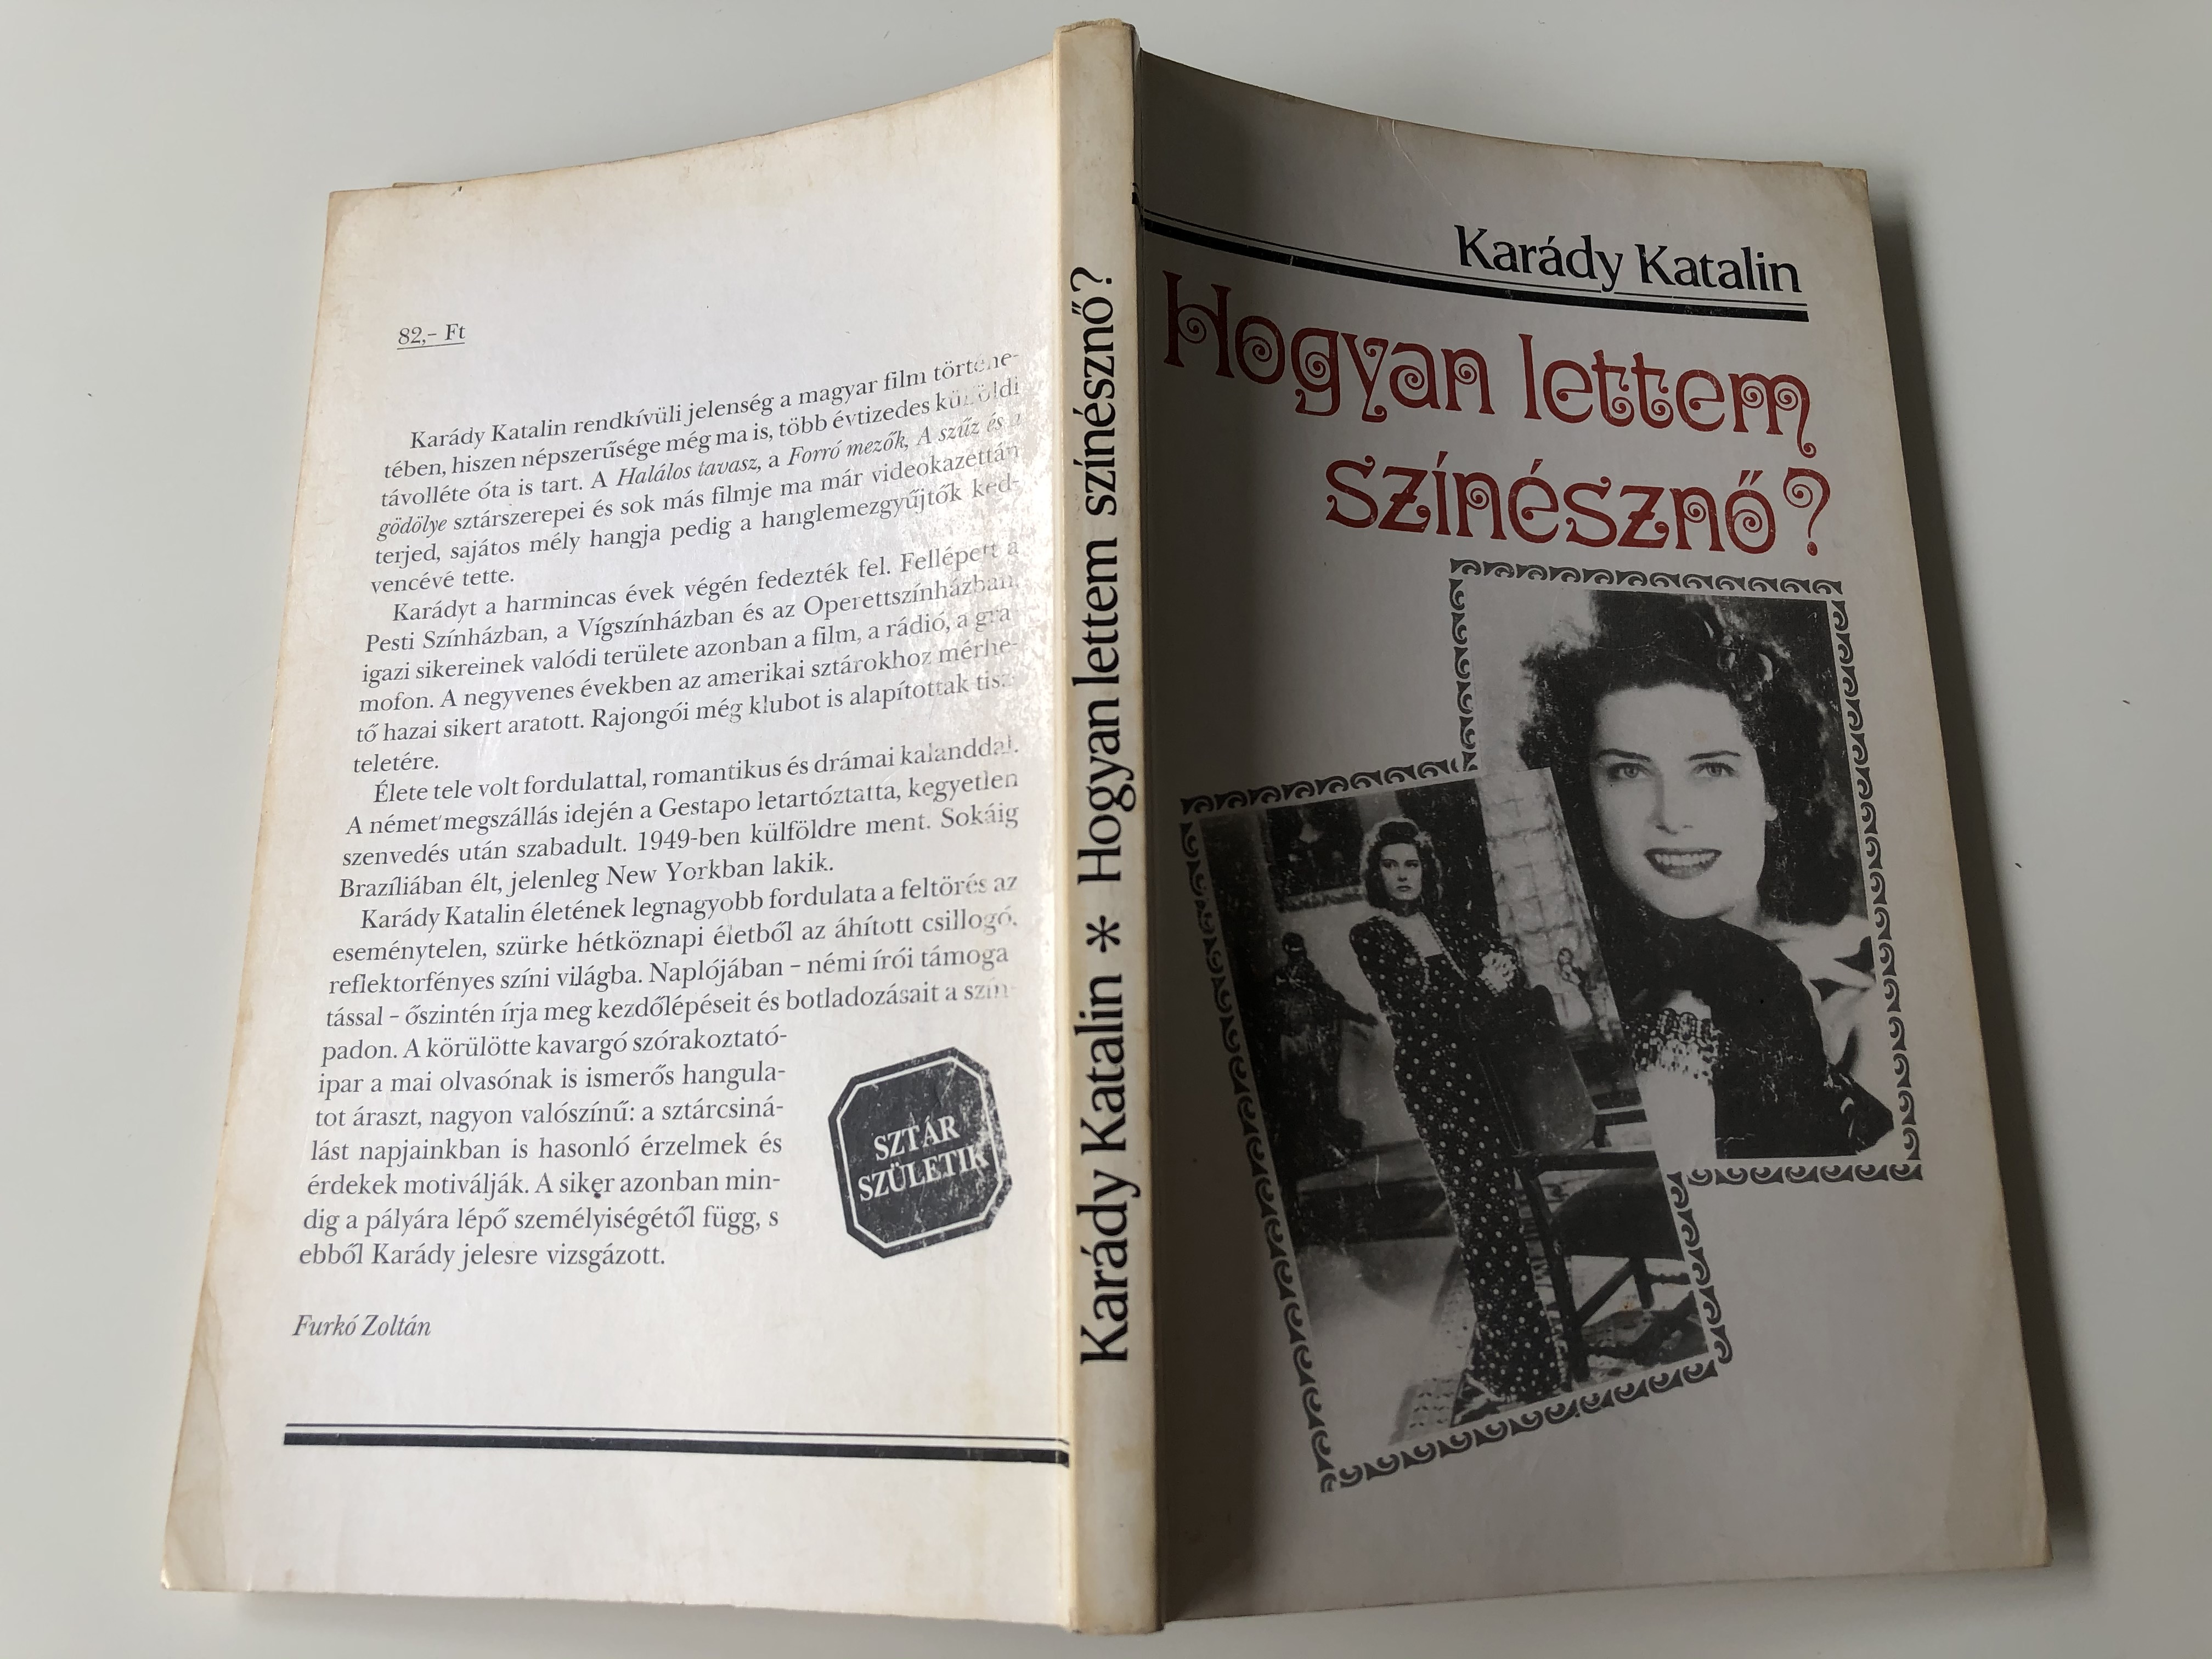 82,- Ft
Karády Katalin rendkívüli jelenség a magyar film történe-
tében, hiszen népszerűsége még ma is, több évtizedes külföldi
távolléte óta is tart. A Halálos tavasz, a Forró mezők, A szűz és a
gödölye sztárszerepei és sok más filmje ma már videokazettán
terjed, sajátos mély hangja pedig a hanglemezgyűjtők ked-
vencévé tette.
Karádyt a harmincas évek végén fedezték fel. Fellépett a
Pesti Színházban, a Vígszínházban és az Operettszínházban,
igazi sikereinek valódi területe azonban a film, a rádió, a gra-
mofon. A negyvenes években az amerikai sztárokhoz mérhe-
tő hazai sikert aratott. Rajongói még klubot is alapítottak tisz-
teletére.
Élete tele volt fordulattal, romantikus és drámai kalanddal.
A német megszállás idején a Gestapo letartóztatta, kegyetlen
szenvedés után szabadult. 1949-ben külföldre ment. Sokáig
Brazíliában élt, jelenleg New Yorkban lakik.
Karády Katalin életének legnagyobb fordulata a feltörés az
eseménytelen, szürke hétköznapi életből az áhított csillogó,
reflektorfényes színi világba. Naplójában – némi írói támoga
tással – őszintén írja meg kezdőlépéseit és botladozásait a szín-
padon. A körülötte kavargó szórakoztató-
ipar a mai olvasónak is ismerős hangula-
tot áraszt, nagyon valószínű: a sztárcsiná-
lást napjainkban is hasonló érzelmek és
érdekek motiválják. A siker azonban min-
dig a pályára lépő személyiségétől függ, s
ebből Karády jelesre vizsgázott.
SZTÁR
SZÜLETIK
Furkó Zoltán
Karády Katalin * Hogyan lettem színésznő?
Karády Katalin
Hogyan lettem
színésznő?